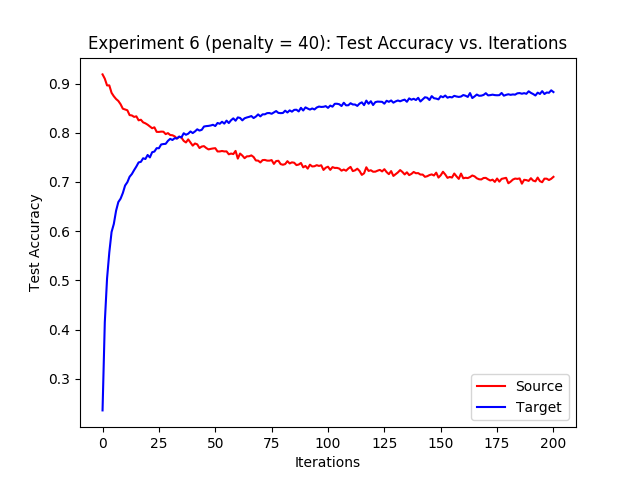 Experiment 6 (penalty = 40): Test Accuracy vs. Iterations
Test Accuracy
0.9
0.8
0.7
0.6
0.5
0.4
0.3
0 25 50 75 100 125 150 175 200
Iterations
Source
Target